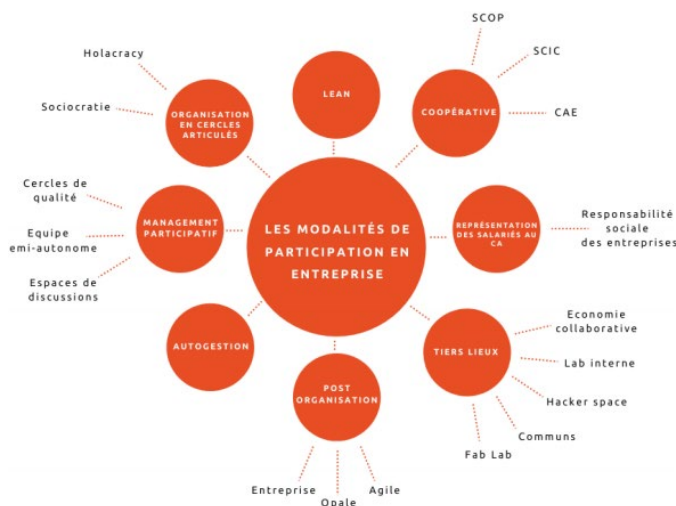 SCOP
Holacracy
SCIC
LEAN
COOPÉRATIVE
Sociocratie
ORGANISATION
EN CERCLES
ARTICULÉS
CAE
Cercles de
qualité
MANAGEMENT
PARTICIPATIF
Equipe
emi-autonome
Espaces de
discussions
LES MODALITÉS DE
PARTICIPATION EN
ENTREPRISE
REPRÉSENTATION
DES SALARIÉS AU
CA
Responsabilité
sociale
des entreprises
AUTOGESTION
POST
ORGANISATION
TIERS LIEUX
Economie
collaborative
Lab interne
Hacker space
Communs
Fab Lab
Entreprise
Opale
Agile